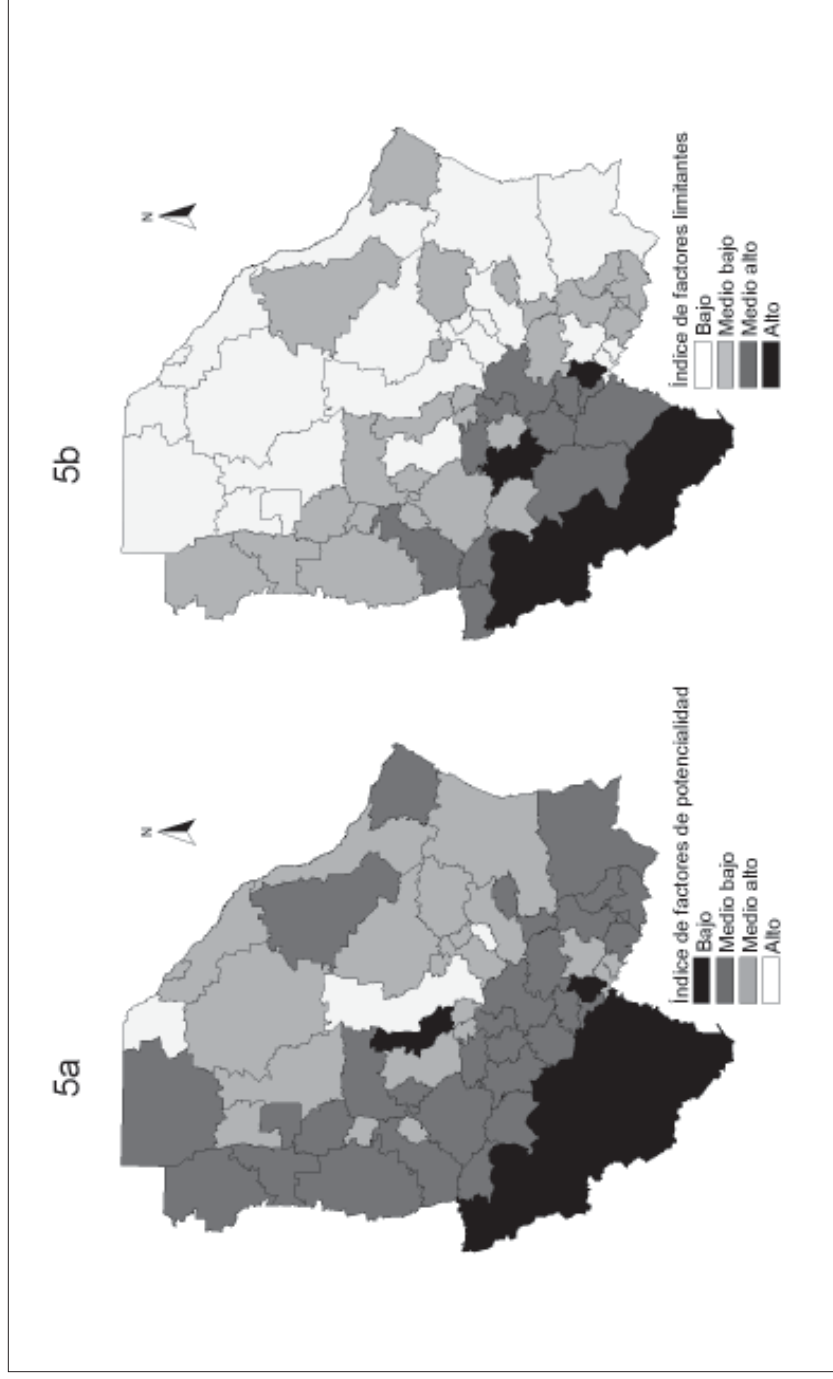 5a
N
Índice de factores de potencialidad
Bajo
Medio bajo
Medio alto
Alto
5b
N
Índice de factores limitantes
Bajo
Medio bajo
Medio alto
Alto